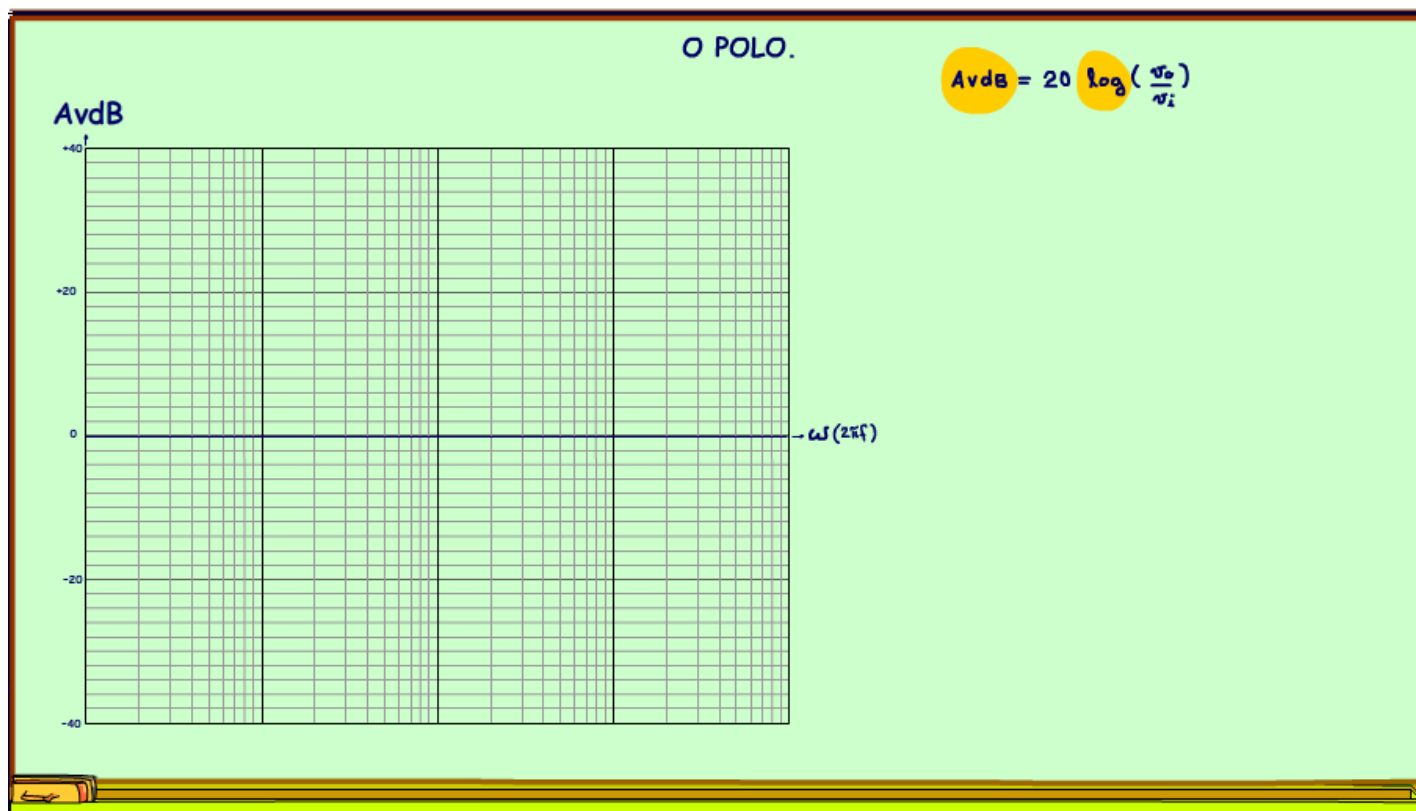 O POLO.
AvdB = 20 log(vo/vi)
AvdB
+40
+20
0
ω(2πf)
-20
-40